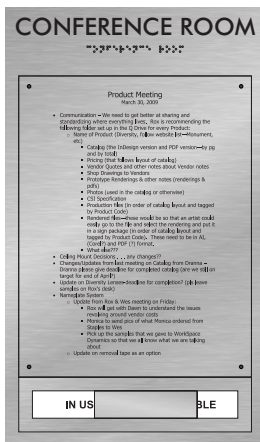 CONFERENCE ROOM
⠉⠕⠝⠋⠑⠗⠑⠝⠉⠑ ⠗⠕⠕⠍
Product Meeting
March 30, 2009
• Communication – We need to get better at sharing and
standardizing where everything lives. Rox is recommending the
following folder set up in the Q Drive for every Product:
o Name of Product (Diversity, follow website list—Monument,
etc)
▪ Catalog (the InDesign version and PDF version—by pg
and by total)
▪ Pricing (that follows layout of catalog)
▪ Vendor Quotes and other notes about Vendor notes
▪ Shop Drawings to Vendors
▪ Prototype Renderings & other notes (renderings &
pdfs)
▪ Photos (used in the catalog or otherwise)
▪ CSI Specification
▪ Production files (in order of catalog layout and tagged
by Product Code)
▪ Rendered files—these would be so that an artist could
easily go to the file and select the rendering and put it
in a sign package (in order of catalog layout and
tagged by Product Code). These need to be in AI,
(Corel?) and PDF (?) format.
▪ What else???
• Ceiling Mount Decisions . . . any changes??
• Changes/Updates from last meeting on Catalog from Dranna –
Dranna please give deadline for completed catalog (are we still on
target for end of April?)
• Update on Diversity Lenses–deadline for completion? (pls leave
samples on Rox's desk)
• Nameplate System
o Update from Rox & Wes meeting on Friday:
▪ Rox will get with Dawn to understand the issues
revolving around vendor costs
▪ Monica to send pics of what Monica ordered from
Staples to Wes
▪ Pick up the samples that we gave to WorkSpace
Dynamics so that we all know what we are talking
about
o Update on removal tape as an option
IN US BLE